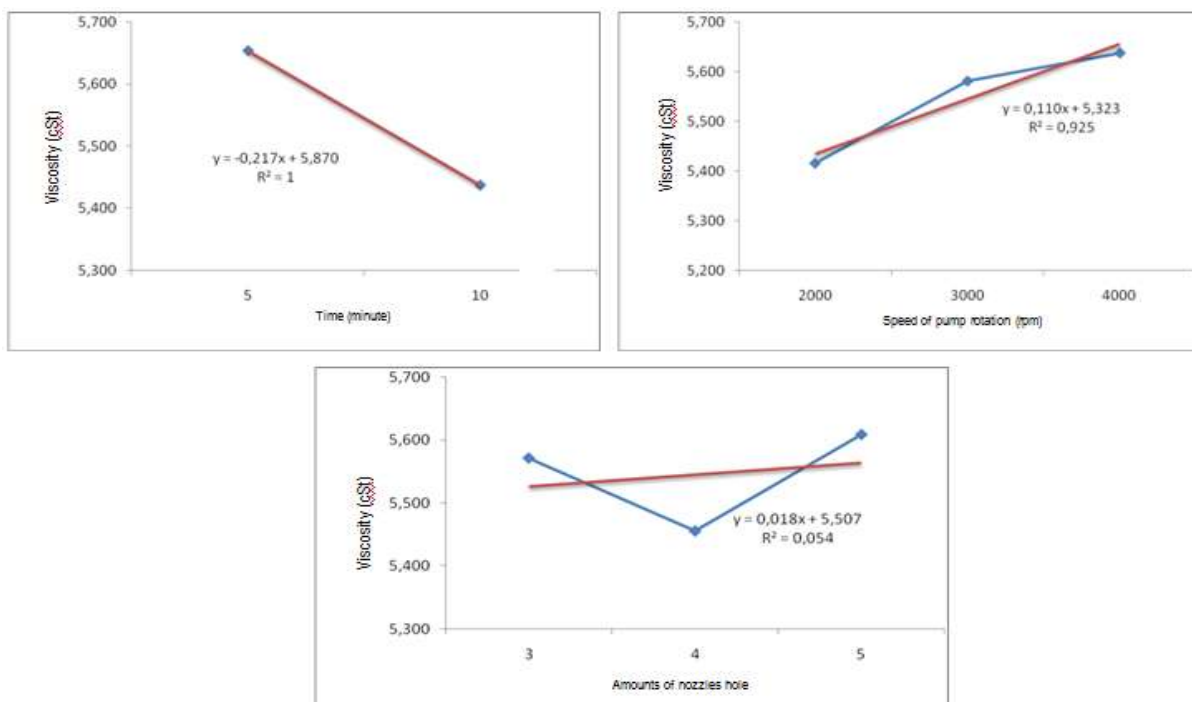 5,700
5,600
5,500
5,400
5,300
Viscosity (cSt)
y = -0,217x + 5,870
R² = 1
5 10
Time (minute)
5,700
5,600
5,500
5,400
5,300
5,200
Viscosity (cSt)
y = 0,110x + 5,323
R² = 0,925
2000 3000 4000
Speed of pump rotation (rpm)
5,700
5,600
5,500
5,400
5,300
Viscosity (cSt)
y = 0,018x + 5,507
R² = 0,054
3 4 5
Amounts of nozzles hole